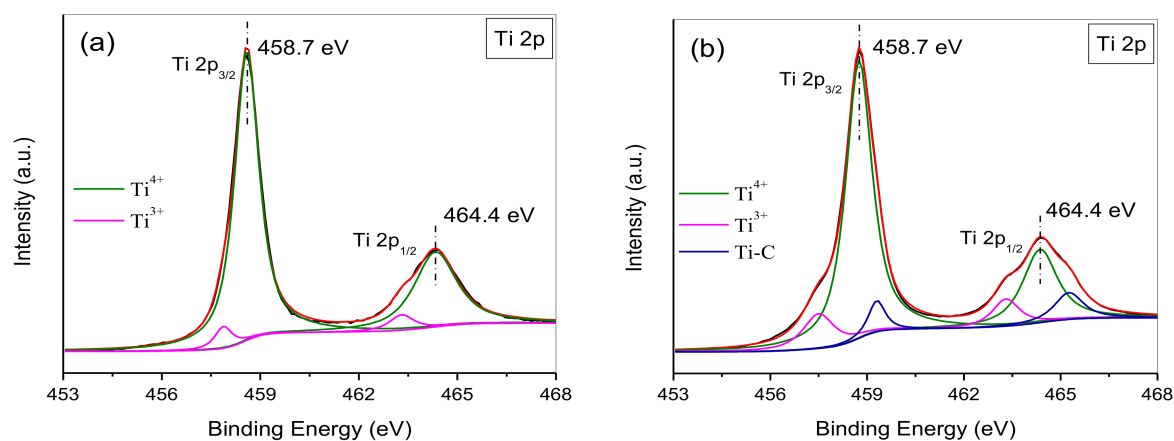 (a)
458.7 eV
Ti 2p
Ti 2p3/2
Ti4+
Ti3+
464.4 eV
Ti 2p1/2
Intensity (a.u.)
453 456 459 462 465 468
Binding Energy (eV)
(b)
458.7 eV
Ti 2p
Ti 2p3/2
Ti4+
Ti3+
Ti-C
464.4 eV
Ti 2p1/2
Intensity (a.u.)
453 456 459 462 465 468
Binding Energy (eV)